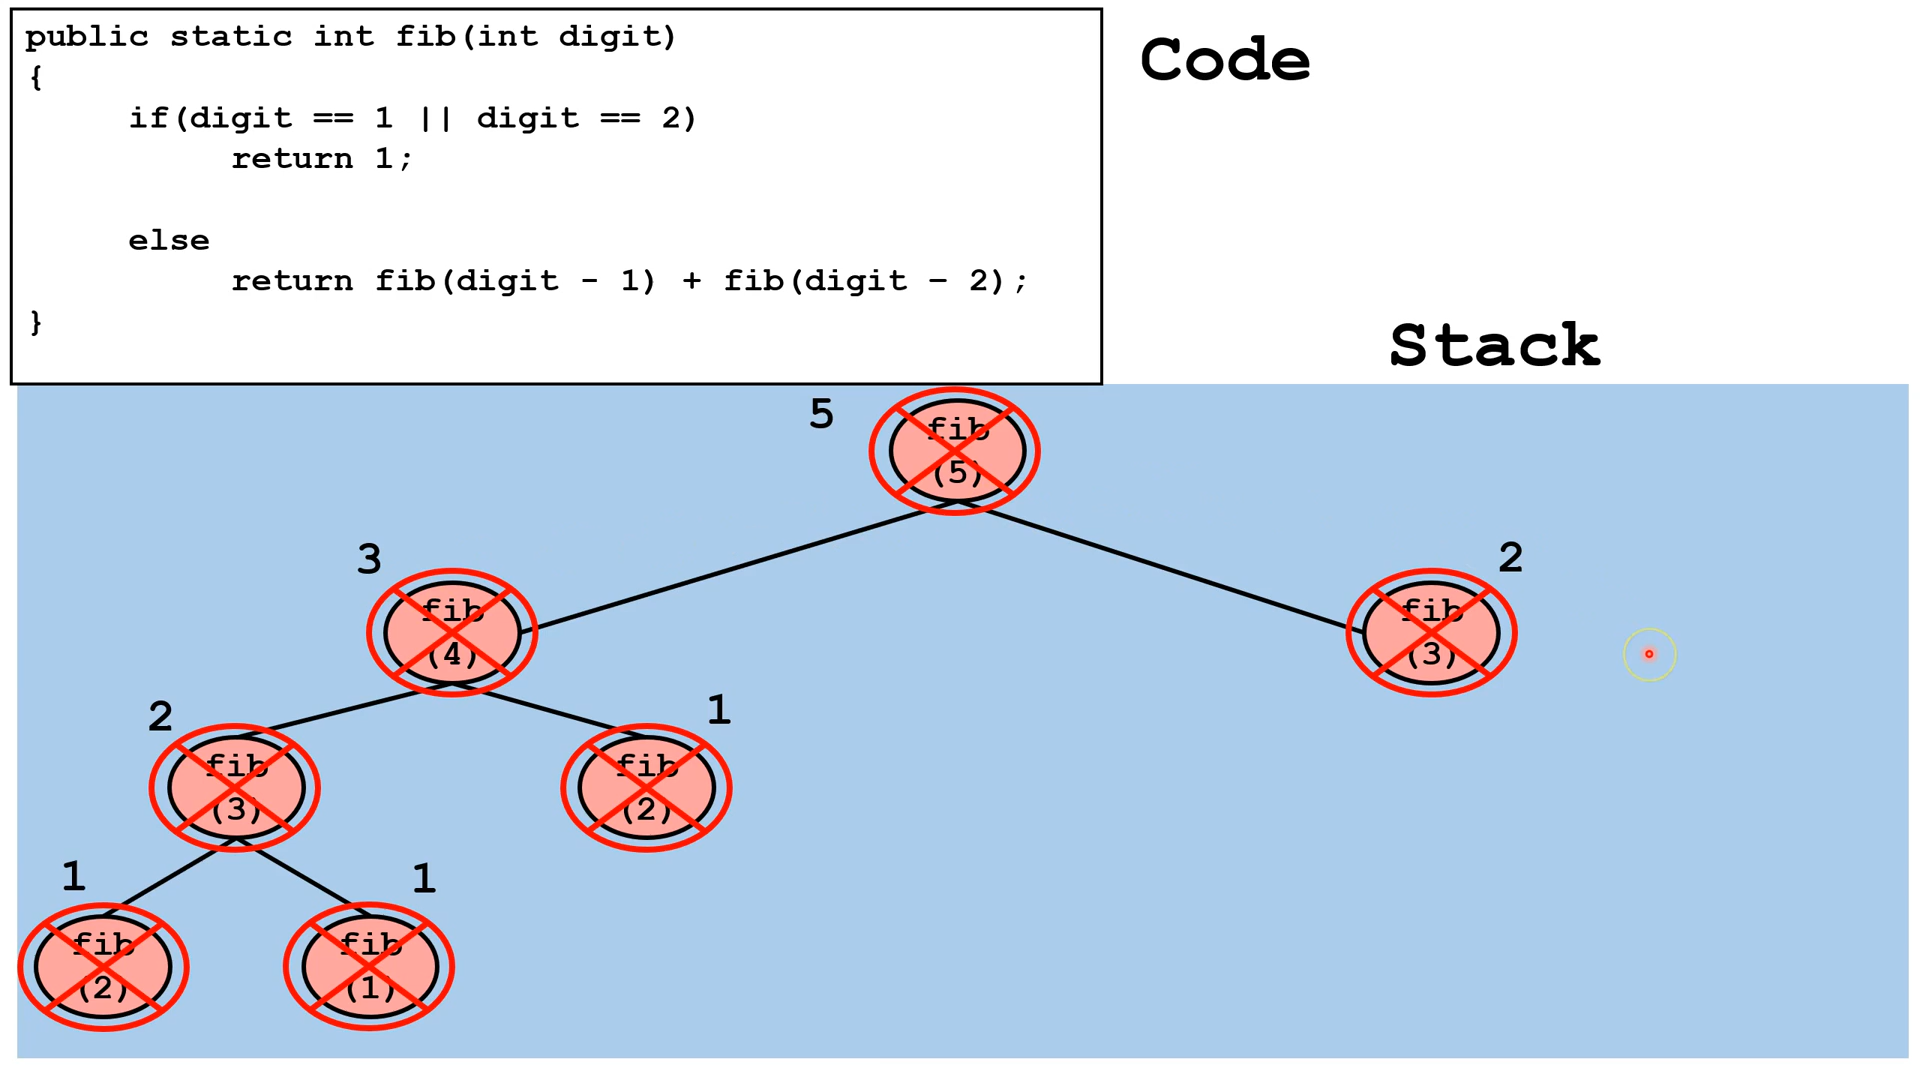 public static int fib(int digit)
{
if(digit == 1 || digit == 2)
return 1;
else
return fib(digit - 1) + fib(digit – 2);
}
Code
Stack
5
fib
(5)
3
fib
(4)
2
fib
(3)
2
fib
(3)
1
fib
(2)
1
fib
(2)
1
fib
(1)